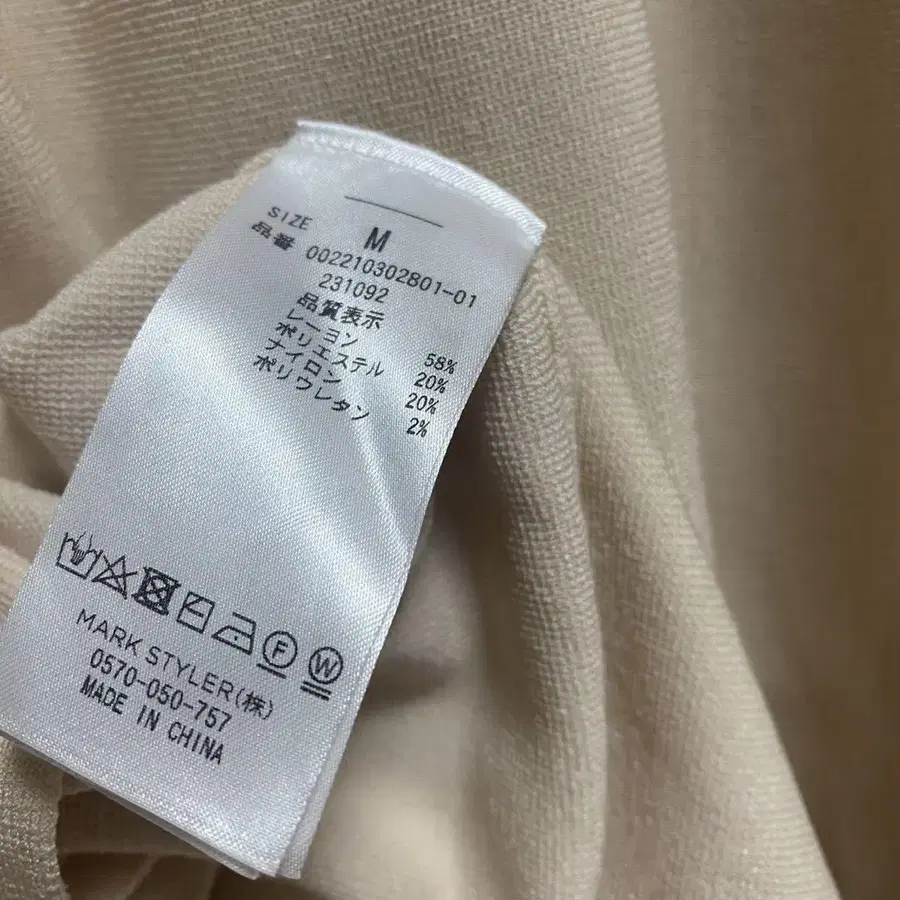 SIZE M
品番 002210302801-01
231092
品質表示
レーヨン 58%
ポリエステル 20%
ナイロン 20%
ポリウレタン 2%
F W
MARK STYLER(株)
0570-050-757
MADE IN CHINA